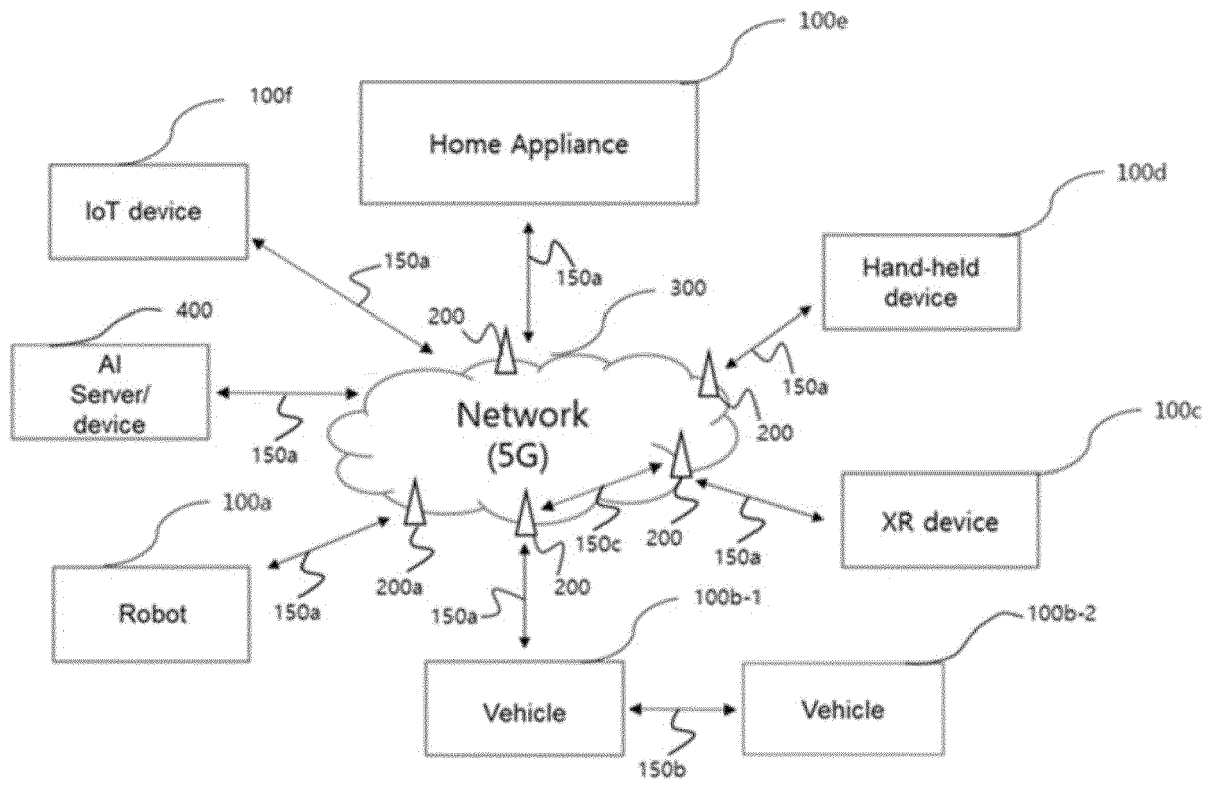 100e
100f
Home Appliance
100d
IoT device
150a
150a
Hand-held
device
300
400
200
AI
Server/
device
150a
100c
Network
(5G)
200
150a
100a
XR device
150c
200
150a
200a
200
150a
150a
100b-1
100b-2
Robot
Vehicle
Vehicle
150b